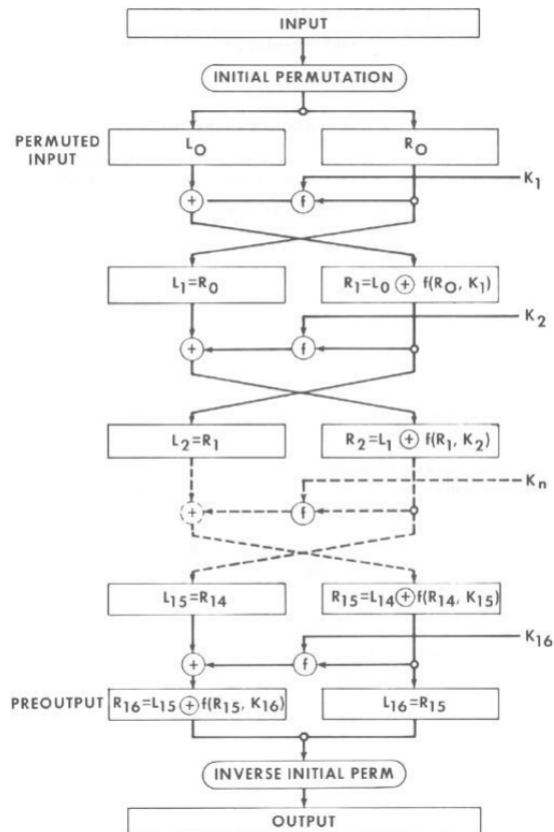 INPUT
INITIAL PERMUTATION
PERMUTED
INPUT
L₀
R₀
K₁
+
f
L₁=R₀
R₁=L₀ ⊕ f(R₀, K₁)
K₂
+
f
L₂=R₁
R₂=L₁ ⊕ f(R₁, K₂)
Kₙ
+
f
L₁₅=R₁₄
R₁₅=L₁₄⊕f(R₁₄, K₁₅)
K₁₆
+
f
PREOUTPUT
R₁₆=L₁₅⊕f(R₁₅, K₁₆)
L₁₆=R₁₅
INVERSE INITIAL PERM
OUTPUT